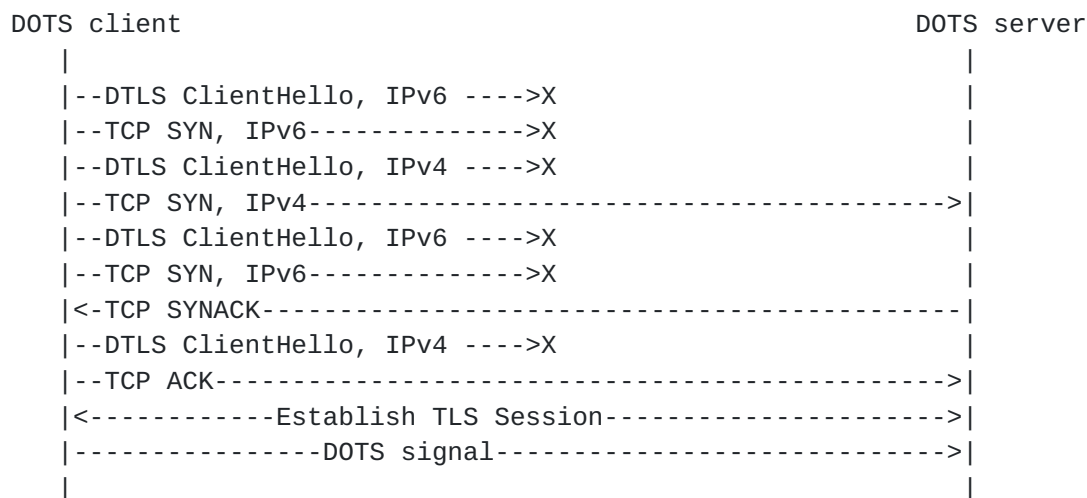 DOTS client                                               DOTS server
   |                                                         |
   |--DTLS ClientHello, IPv6 ---->X                          |
   |--TCP SYN, IPv6-------------->X                          |
   |--DTLS ClientHello, IPv4 ---->X                          |
   |--TCP SYN, IPv4----------------------------------------->|
   |--DTLS ClientHello, IPv6 ---->X                          |
   |--TCP SYN, IPv6-------------->X                          |
   |<-TCP SYNACK---------------------------------------------|
   |--DTLS ClientHello, IPv4 ---->X                          |
   |--TCP ACK----------------------------------------------->|
   |<------------Establish TLS Session---------------------->|
   |----------------DOTS signal----------------------------->|
   |                                                         |